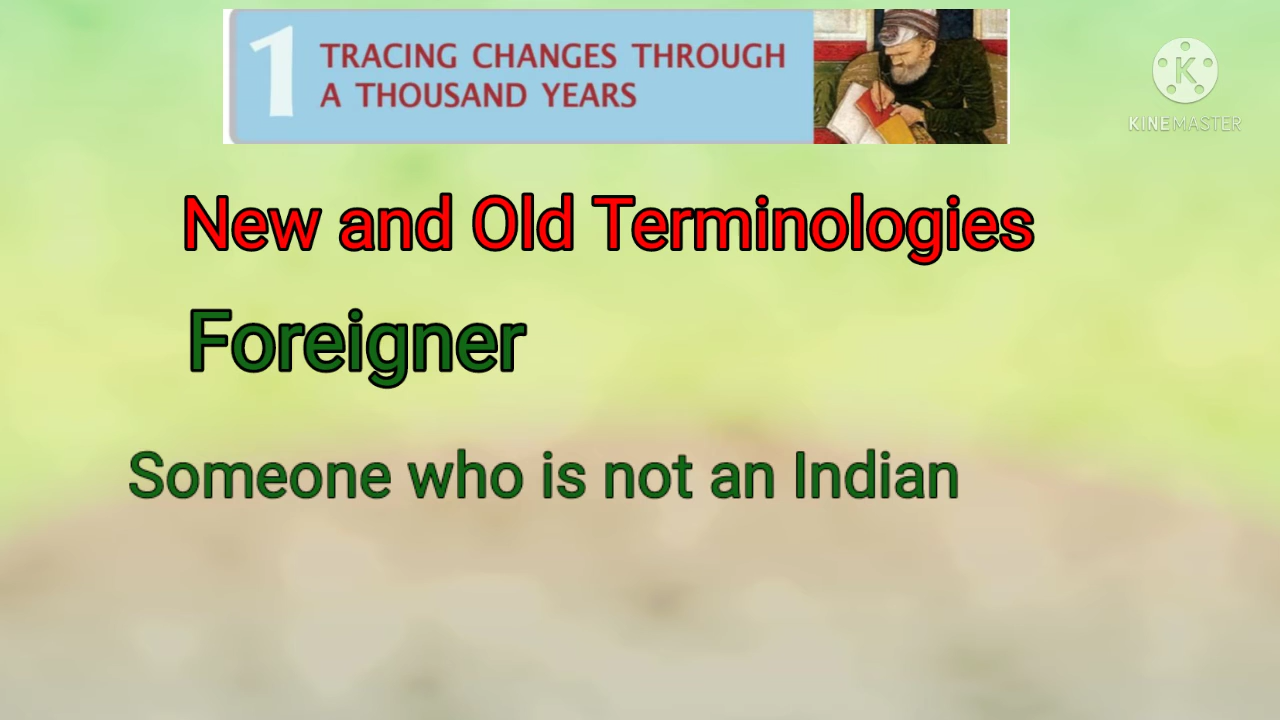 1
TRACING CHANGES THROUGH
A THOUSAND YEARS
K
KINEMASTER
New and Old Terminologies
Foreigner
Someone who is not an Indian